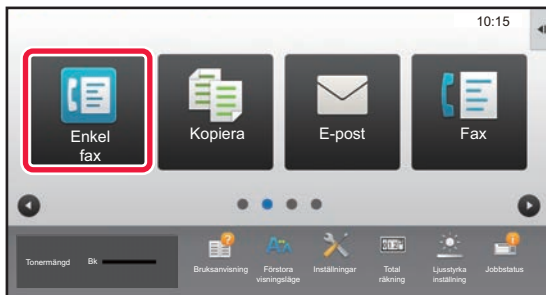 10:15
Enkel
fax
Kopiera
E-post
Fax
Tonermängd
Bk
Bruksanvisning
Förstora
visningsläge
Inställningar
Total
räkning
Ljusstyrka
inställning
Jobbstatus